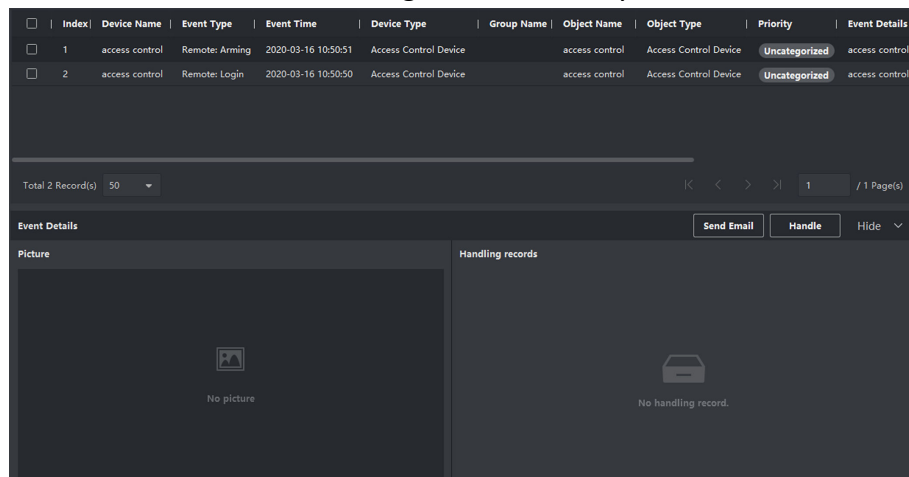 Index Device Name Event Type Event Time Device Type Group Name Object Name Object Type Priority Event Details
1 access control Remote: Arming 2020-03-16 10:50:51 Access Control Device access control Access Control Device Uncategorized access control
2 access control Remote: Login 2020-03-16 10:50:50 Access Control Device access control Access Control Device Uncategorized access control
Total 2 Record(s) 50 1 / 1 Page(s)
Event Details Send Email Handle Hide
Picture Handling records
No picture
No handling record.